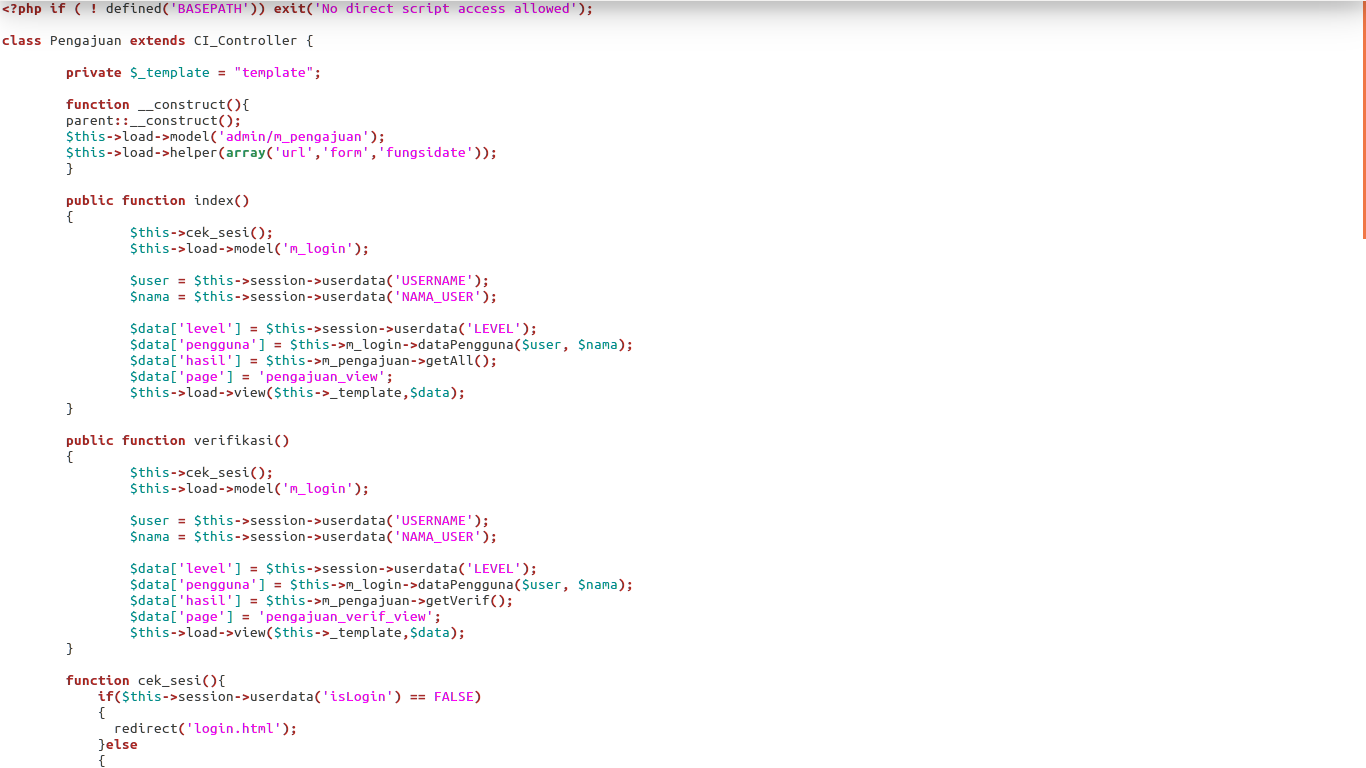 <?php if ( ! defined('BASEPATH')) exit('No direct script access allowed');
class Pengajuan extends CI_Controller {
private $_template = "template";
function __construct(){
parent::__construct();
$this->load->model('admin/m_pengajuan');
$this->load->helper(array('url','form','fungsidate'));
}
public function index()
{
$this->cek_sesi();
$this->load->model('m_login');
$user = $this->session->userdata('USERNAME');
$nama = $this->session->userdata('NAMA_USER');
$data['level'] = $this->session->userdata('LEVEL');
$data['pengguna'] = $this->m_login->dataPengguna($user, $nama);
$data['hasil'] = $this->m_pengajuan->getAll();
$data['page'] = 'pengajuan_view';
$this->load->view($this->_template,$data);
}
public function verifikasi()
{
$this->cek_sesi();
$this->load->model('m_login');
$user = $this->session->userdata('USERNAME');
$nama = $this->session->userdata('NAMA_USER');
$data['level'] = $this->session->userdata('LEVEL');
$data['pengguna'] = $this->m_login->dataPengguna($user, $nama);
$data['hasil'] = $this->m_pengajuan->getVerif();
$data['page'] = 'pengajuan_verif_view';
$this->load->view($this->_template,$data);
}
function cek_sesi(){
if($this->session->userdata('isLogin') == FALSE)
{
redirect('login.html');
}else
{